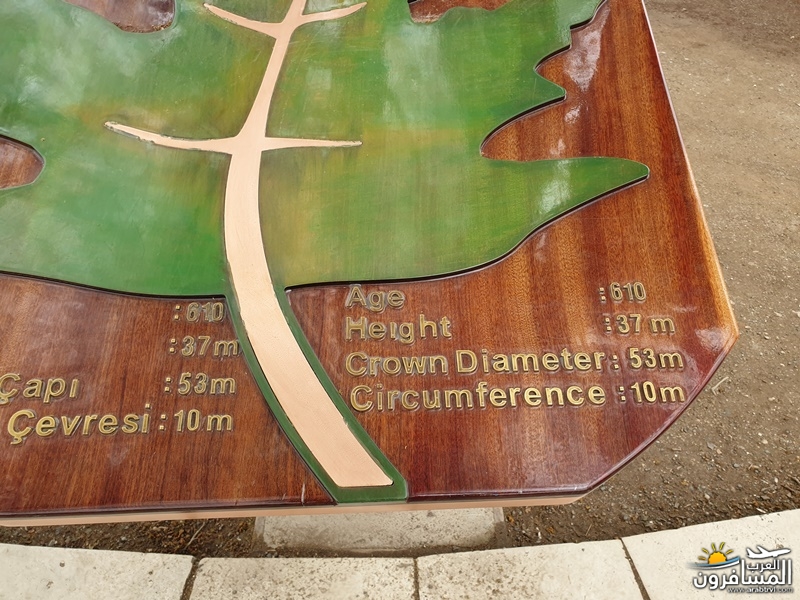 : 610
: 37 m
Çapı : 53m
Çevresi : 10m
Age : 610
Height : 37 m
Crown Diameter : 53m
Circumference : 10m
العرب
المسافرون
www.arabtrvl.com